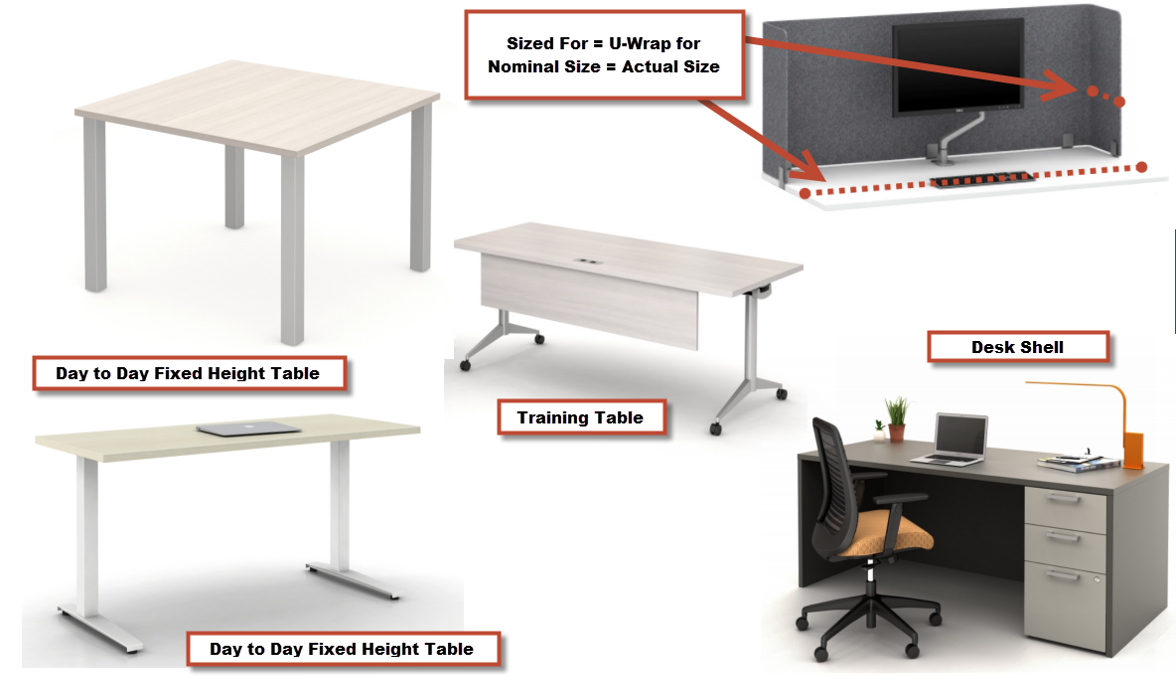 Sized For = U-Wrap for
Nominal Size = Actual Size
Day to Day Fixed Height Table
Training Table
Desk Shell
Day to Day Fixed Height Table